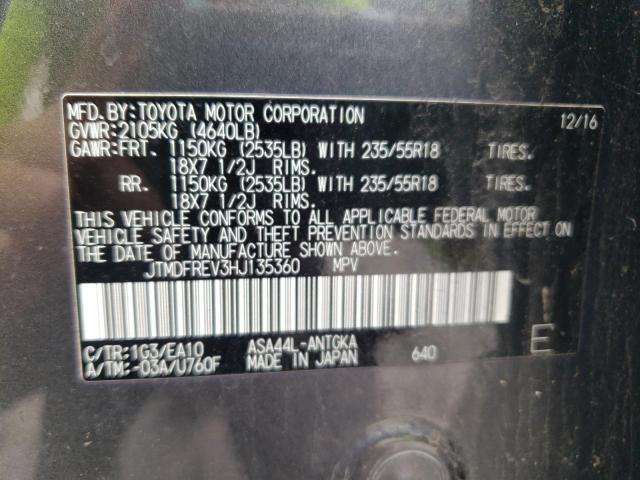 MFD. BY: TOYOTA MOTOR CORPORATION 12/16
GVWR: 2105KG (4640LB)
GAWR: FRT. 1150KG (2535LB) WITH 235/55R18 TIRES.
18X7 1/2J RIMS.
RR. 1150KG (2535LB) WITH 235/55R18 TIRES.
18X7 1/2J RIMS.
THIS VEHICLE CONFORMS TO ALL APPLICABLE FEDERAL MOTOR
VEHICLE SAFETY AND THEFT PREVENTION STANDARDS IN EFFECT ON
THE DATE OF MANUFACTURE SHOWN ABOVE.
JTMDFREV3HJ135360 MPV
C/TR: 1G3/EA10 ASA44L-ANTGKA 640 E
A/TM: -03A/U760F MADE IN JAPAN